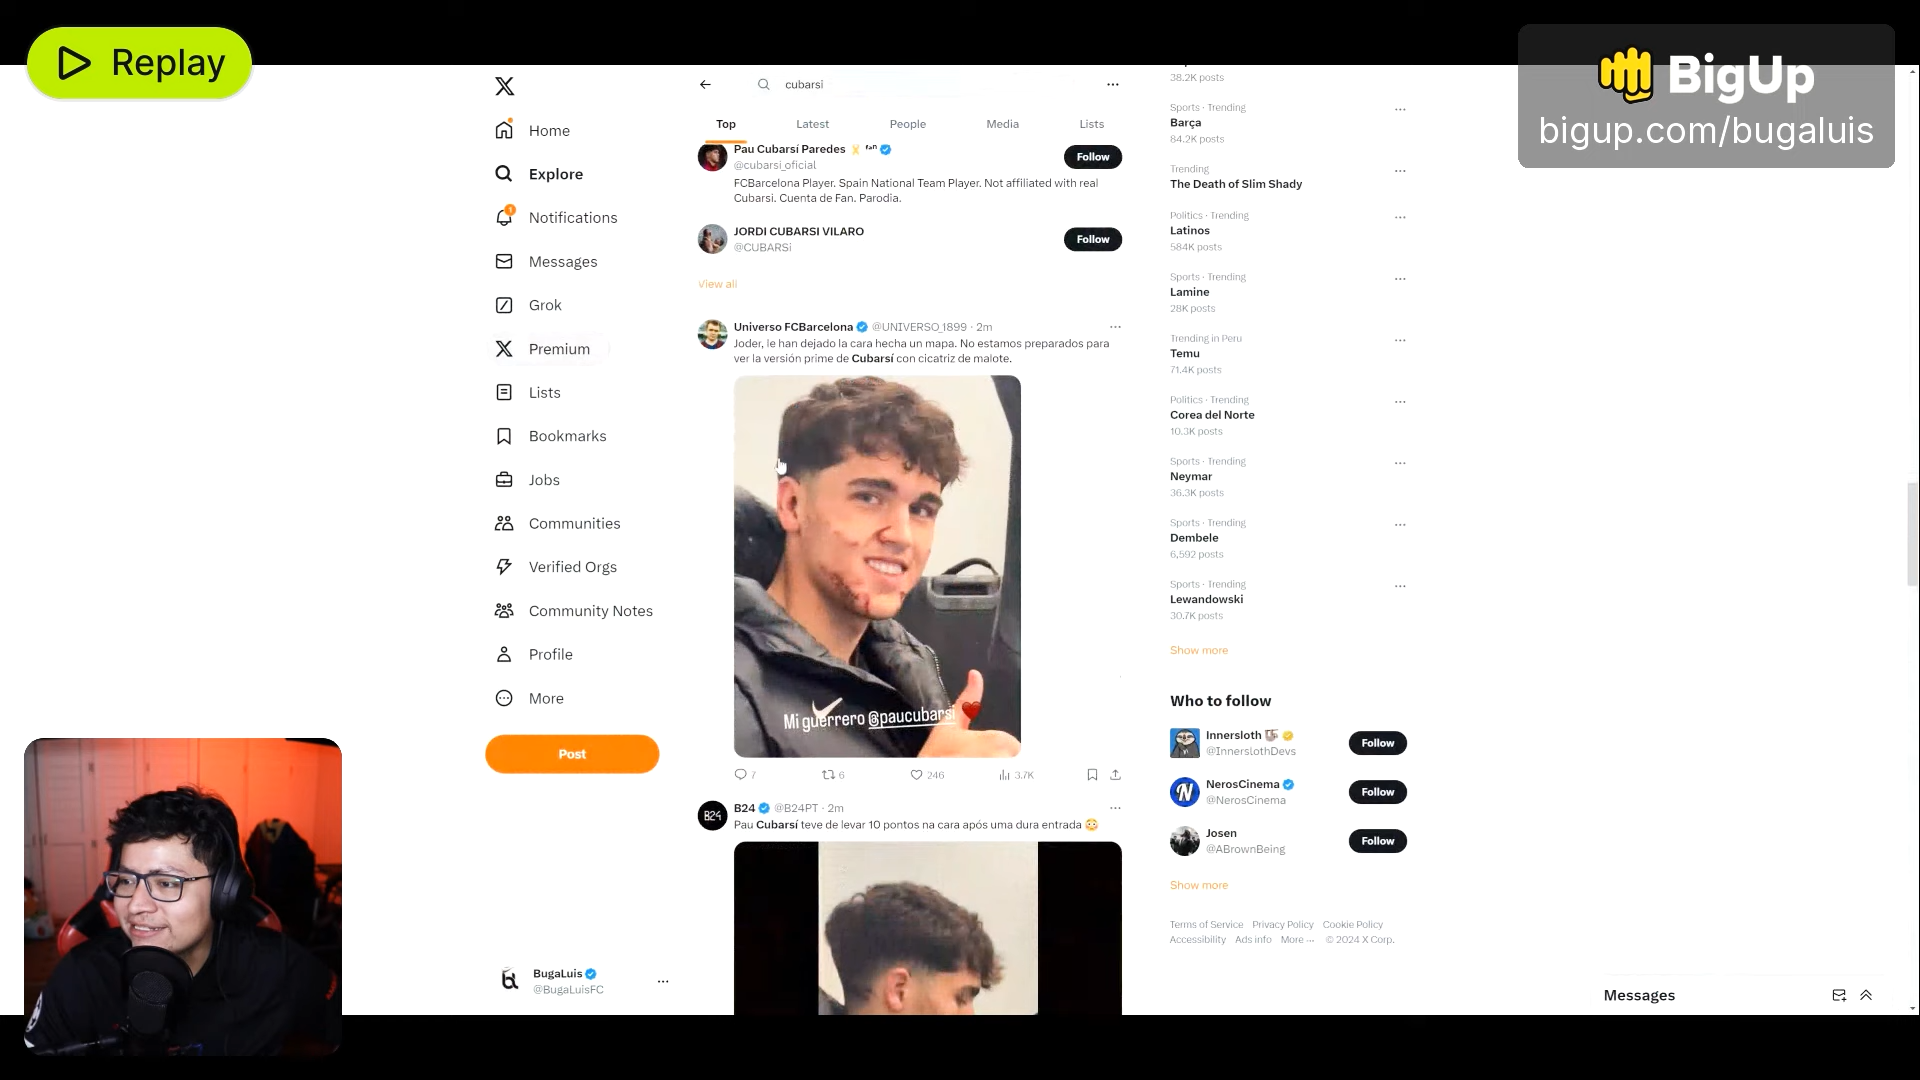 Replay
BigUp
bigup.com/bugaluis
Home
Explore
Notifications
Messages
Grok
Premium
Lists
Bookmarks
Jobs
Communities
Verified Orgs
Community Notes
Profile
More
Post
BugaLuis
@BugaLuisFC
cubarsi
Top Latest People Media Lists
Pau Cubarsí Paredes
@cubarsi_oficial
Follow
FCBarcelona Player. Spain National Team Player. Not affiliated with real
Cubarsi. Cuenta de Fan. Parodia.
JORDI CUBARSI VILARO
@CUBARSi
Follow
View all
Universo FCBarcelona @UNIVERSO_1899 · 2m
Joder, le han dejado la cara hecha un mapa. No estamos preparados para
ver la versión prime de Cubarsí con cicatriz de malote.
Mi guerrero @paucubarsi
7 6 246 3.7K
B24 @B24PT · 2m
Pau Cubarsí teve de levar 10 pontos na cara após uma dura entrada 😳
38.2K posts
Sports · Trending
Barça
84.2K posts
Trending
The Death of Slim Shady
Politics · Trending
Latinos
584K posts
Sports · Trending
Lamine
28K posts
Trending in Peru
Temu
71.4K posts
Politics · Trending
Corea del Norte
10.3K posts
Sports · Trending
Neymar
36.3K posts
Sports · Trending
Dembele
6,592 posts
Sports · Trending
Lewandowski
30.7K posts
Show more
Who to follow
Innersloth
@InnerslothDevs
Follow
NerosCinema
@NerosCinema
Follow
Josen
@ABrownBeing
Follow
Show more
Terms of Service Privacy Policy Cookie Policy
Accessibility Ads info More ··· © 2024 X Corp.
Messages